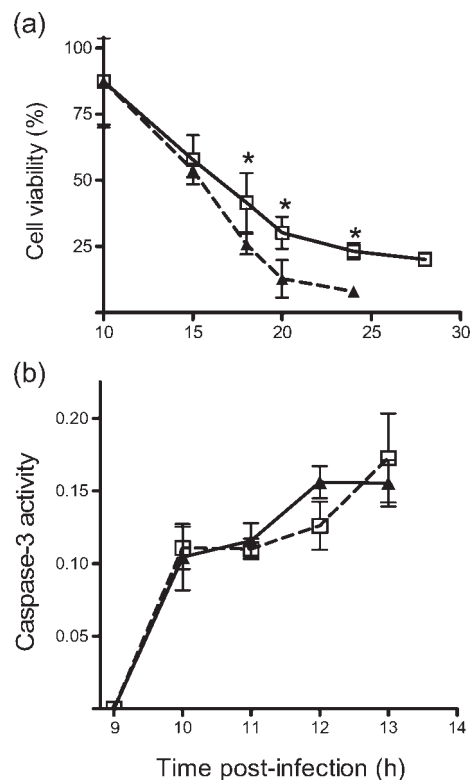 (a)
100
75
50
25
Cell viability (%)
* * *
10 15 20 25 30
(b)
0.20
0.15
0.10
0.05
Caspase-3 activity
9 10 11 12 13 14
Time post-infection (h)